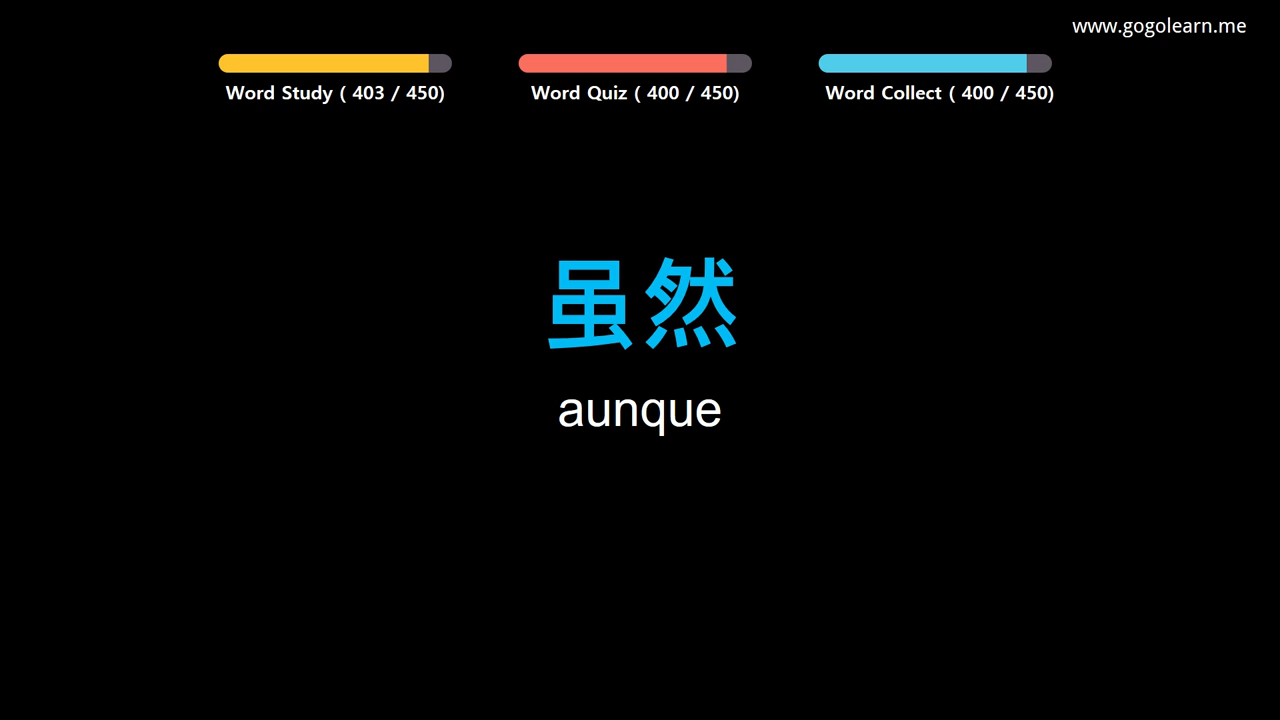 www.gogolearn.me
Word Study ( 403 / 450)
Word Quiz ( 400 / 450)
Word Collect ( 400 / 450)
虽然
aunque